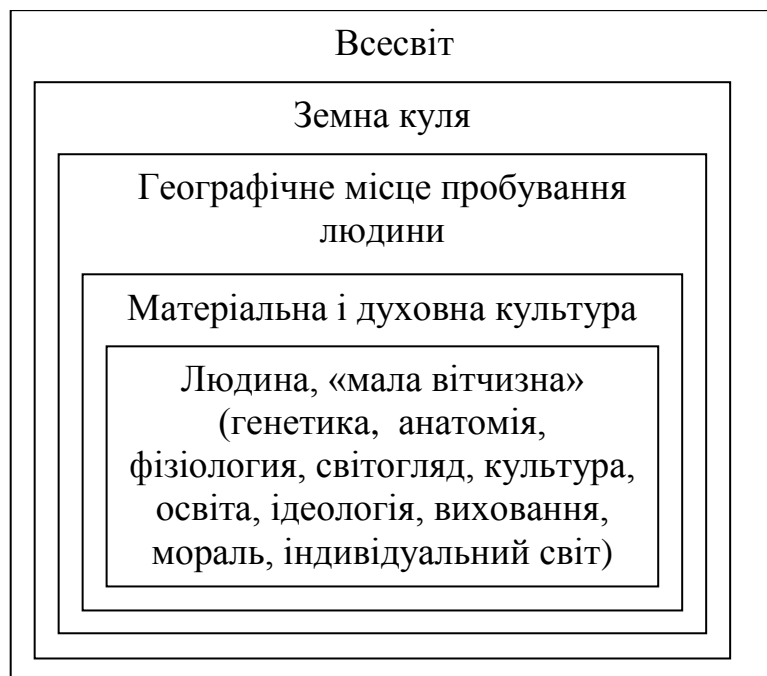 Всесвіт
Земна куля
Географічне місце пробування
людини
Матеріальна і духовна культура
Людина, «мала вітчизна»
(генетика, анатомія,
фізіология, світогляд, культура,
освіта, ідеологія, виховання,
мораль, індивідуальний світ)